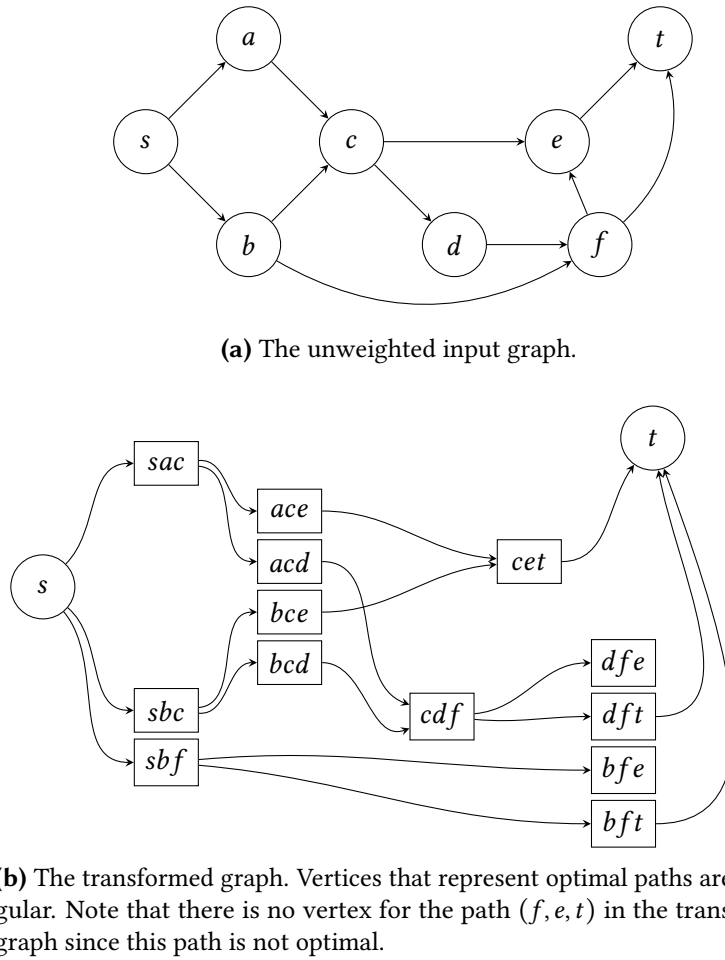 a
t
s
c
e
b
d
f
(a) The unweighted input graph.
t
sac
ace
acd
cet
s
bce
bcd
dfe
sbc
cdf
dft
sbf
bfe
bft
(b) The transformed graph. Vertices that represent optimal paths are
gular. Note that there is no vertex for the path (f, e, t) in the trans
graph since this path is not optimal.